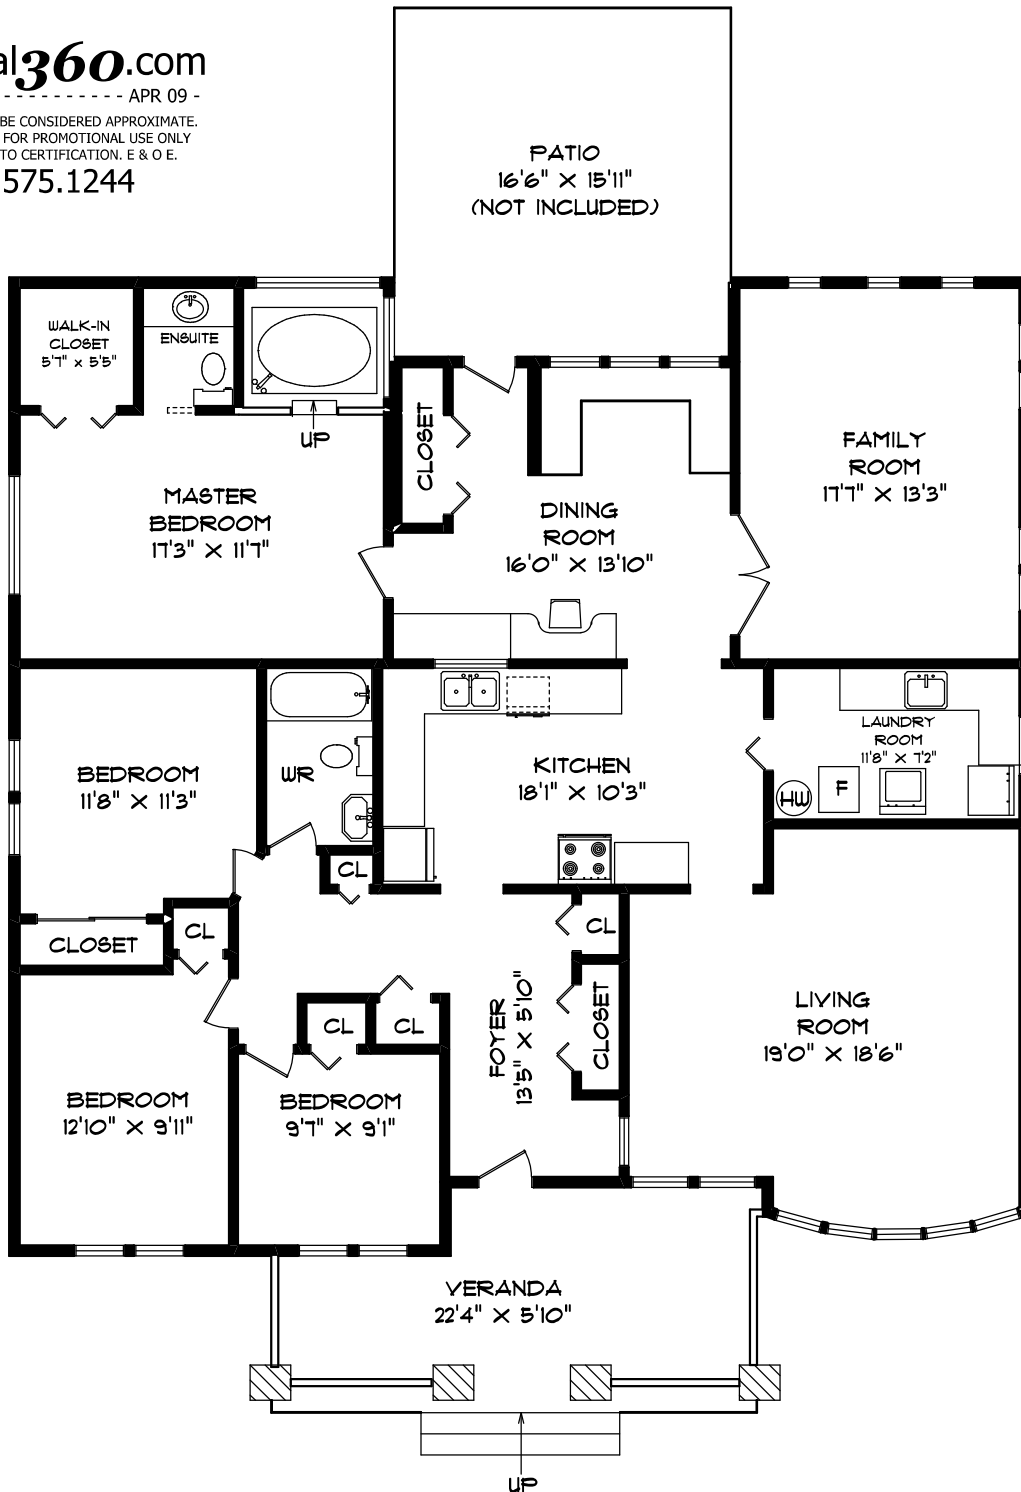 al360.com
- APR 09 -
BE CONSIDERED APPROXIMATE.
FOR PROMOTIONAL USE ONLY
TO CERTIFICATION. E & O E.
575.1244
PATIO
16'6" X 15'11"
(NOT INCLUDED)
WALK-IN
CLOSET
5'7" X 5'5"
ENSUITE
UP
CLOSET
MASTER
BEDROOM
17'3" X 11'7"
DINING
ROOM
16'0" X 13'10"
FAMILY
ROOM
17'7" X 13'3"
BEDROOM
11'8" X 11'3"
WR
KITCHEN
18'1" X 10'3"
LAUNDRY
ROOM
11'8" X 7'2"
HW
F
CL
CLOSET
CL
CL
CLOSET
FOYER
13'5" X 5'10"
CL
CL
LIVING
ROOM
19'0" X 18'6"
BEDROOM
12'10" X 9'11"
BEDROOM
9'7" X 9'1"
VERANDA
22'4" X 5'10"
UP